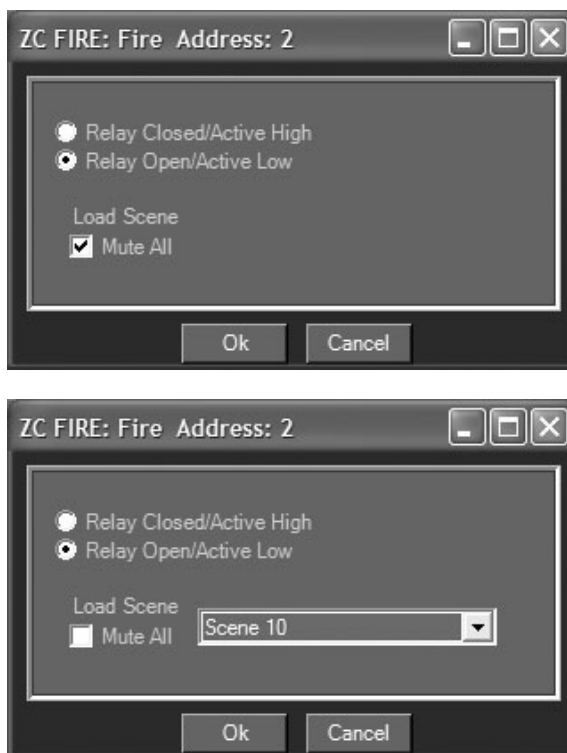 ZC FIRE: Fire Address: 2
Relay Closed/Active High
Relay Open/Active Low
Load Scene
Mute All
Ok Cancel
ZC FIRE: Fire Address: 2
Relay Closed/Active High
Relay Open/Active Low
Load Scene
Mute All Scene 10
Ok Cancel